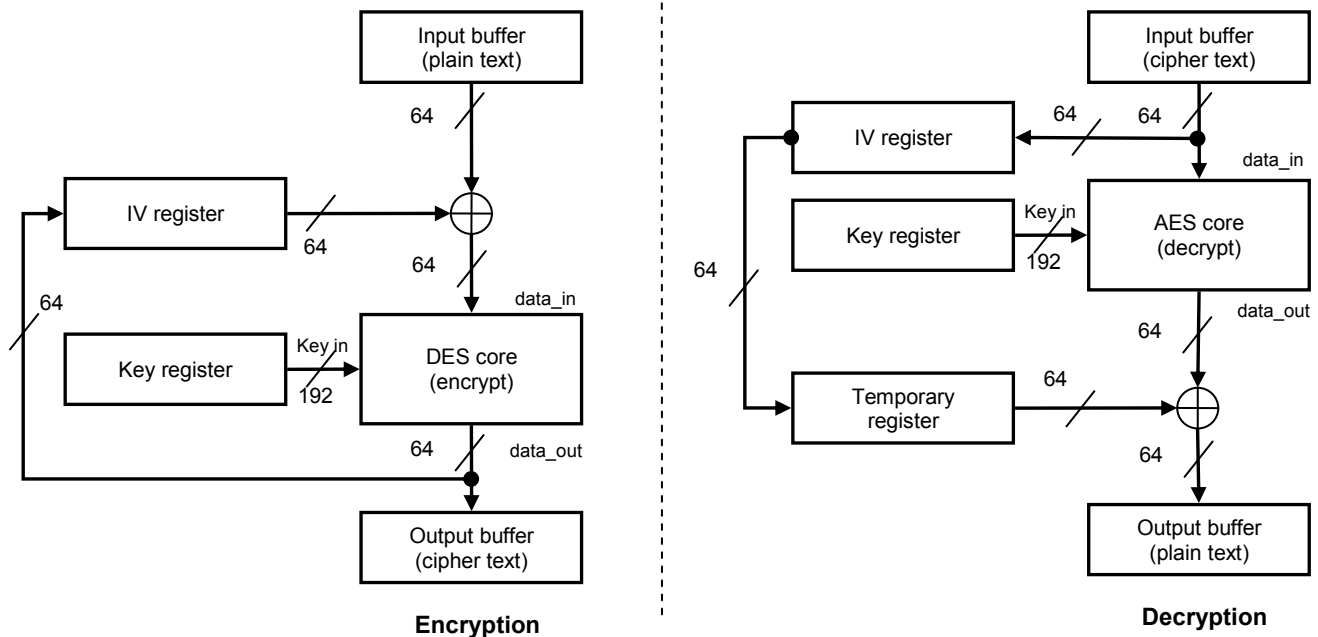 Input buffer
(plain text)
64
IV register
64
64
64
data_in
Key register
Key in
192
DES core
(encrypt)
64
data_out
Output buffer
(cipher text)
Encryption
Input buffer
(cipher text)
64
64
IV register
data_in
Key register
Key in
192
AES core
(decrypt)
64
data_out
64
Temporary
register
64
64
Output buffer
(plain text)
Decryption